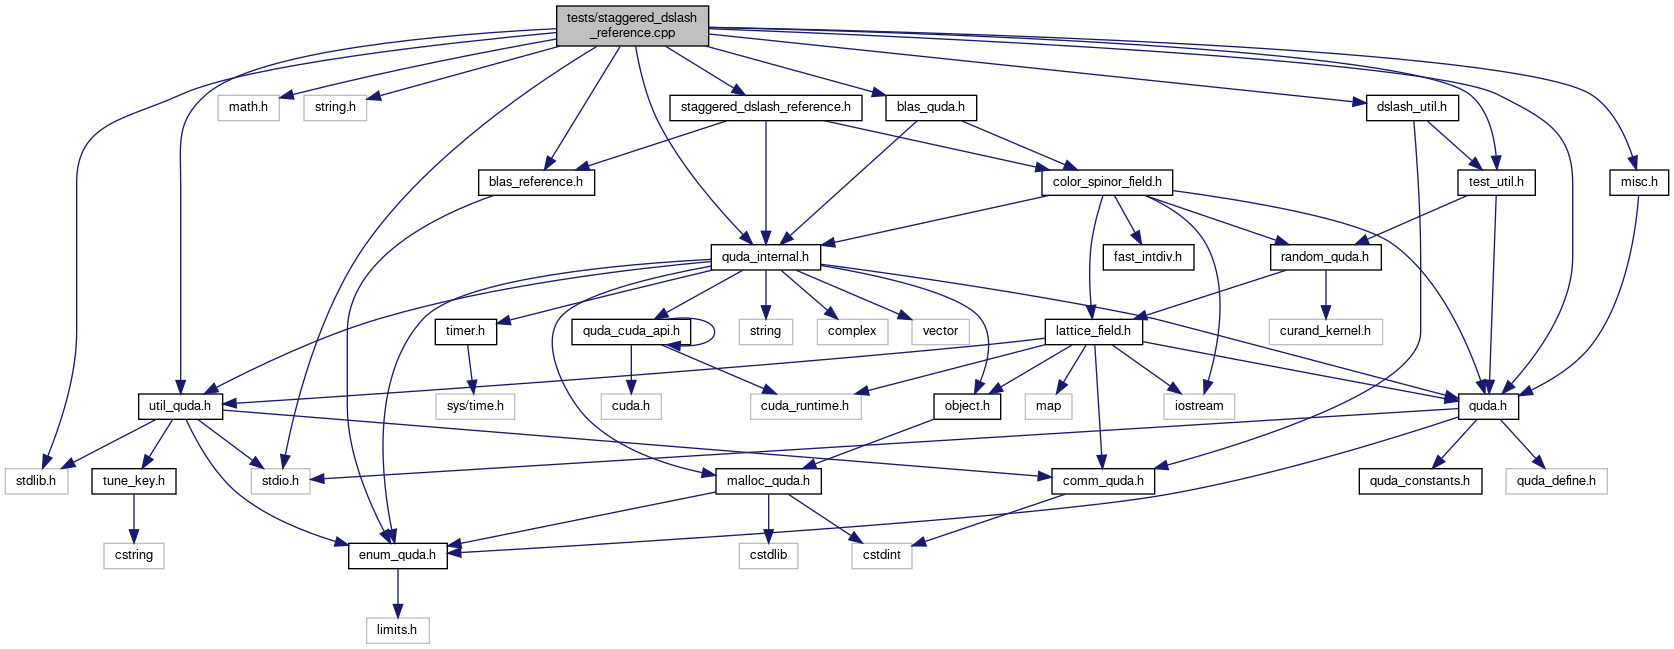 tests/staggered_dslash
_reference.cpp
math.h
string.h
staggered_dslash_reference.h
blas_quda.h
dslash_util.h
blas_reference.h
color_spinor_field.h
test_util.h
misc.h
quda_internal.h
fast_intdiv.h
random_quda.h
timer.h
quda_cuda_api.h
string
complex
vector
lattice_field.h
curand_kernel.h
util_quda.h
sys/time.h
cuda.h
cuda_runtime.h
object.h
map
iostream
quda.h
stdlib.h
tune_key.h
stdio.h
malloc_quda.h
comm_quda.h
quda_constants.h
quda_define.h
cstring
enum_quda.h
cstdlib
cstdint
limits.h